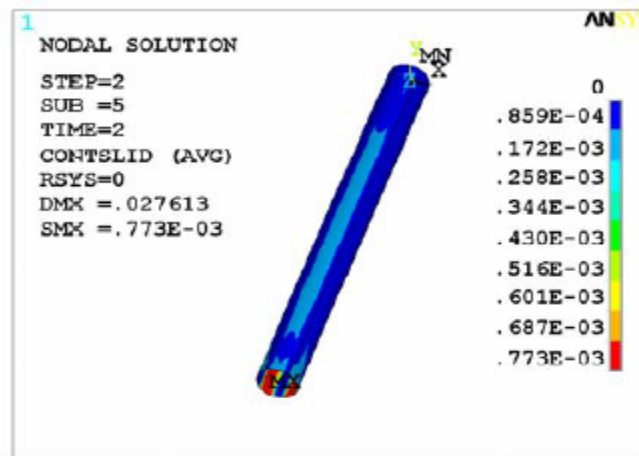 1
ANSYS
NODAL SOLUTION
STEP=2
SUB =5
TIME=2
CONTSLID (AVG)
RSYS=0
DMX =.027613
SMX =.773E-03
Y
MN
X
Z
MX
0
.859E-04
.172E-03
.258E-03
.344E-03
.430E-03
.516E-03
.601E-03
.687E-03
.773E-03